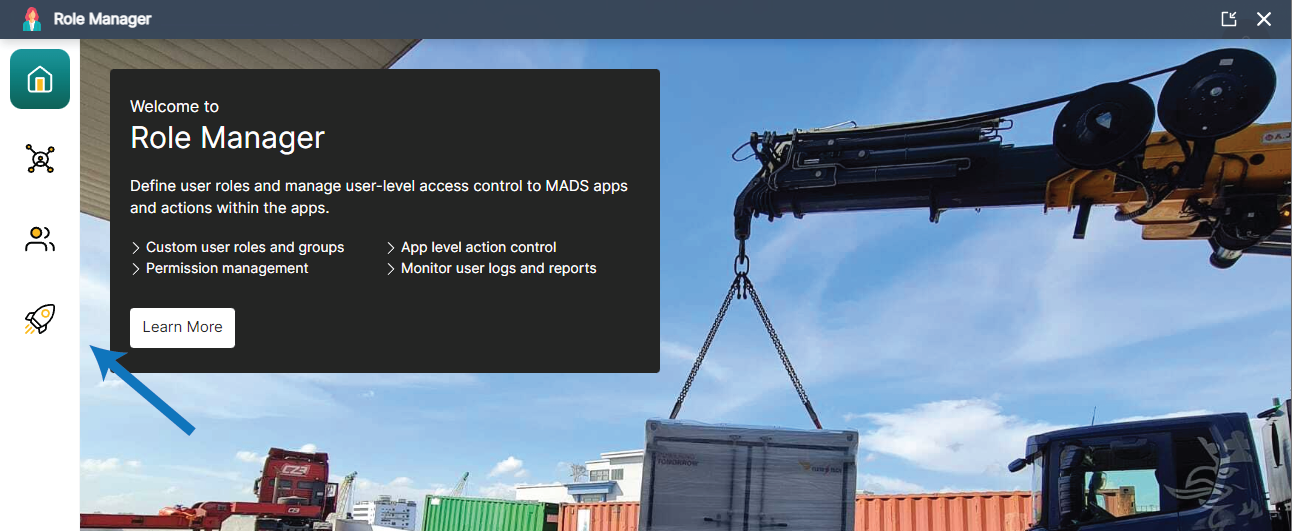 Role Manager
Welcome to
Role Manager
Define user roles and manage user-level access control to MADS apps
and actions within the apps.
Custom user roles and groups
App level action control
Permission management
Monitor user logs and reports
Learn More
TOMORROW